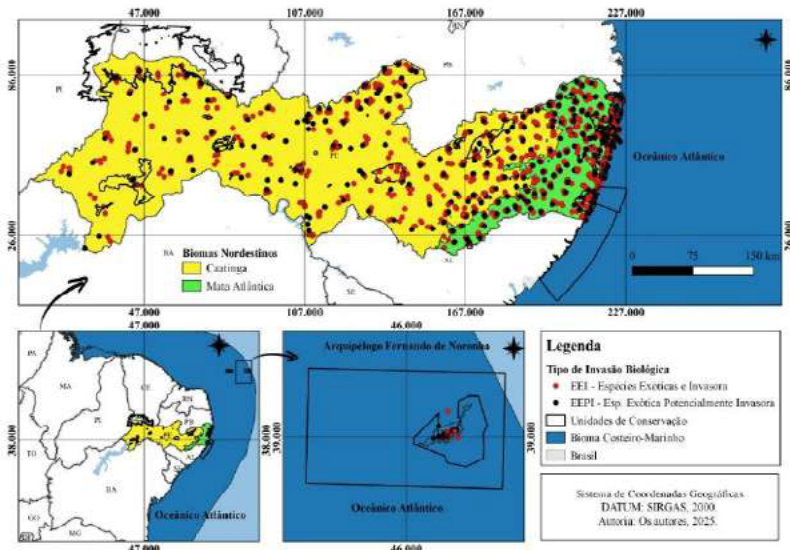 47.000 107.000 167.000 227.000
RN
PB
86.000 86.000
PI
PE
Oceânico Atlântico
26.000 26.000
BA Biomas Nordestinos
Caatinga
Mata Atlântica
AL
SE
0 75 150 km
47.000 107.000 167.000 227.000
47.000 46.000
Arquipélago Fernando de Noronha
PA
MA
CE
RN
PI
PB
38.000 38.000
39.000 39.000
TO
AL
BA
GO
MG
Oceânico Atlântico
Oceânico Atlântico
47.000 46.000
Legenda
Tipo de Invasão Biológica
EEI - Espécies Exóticas e Invasora
EEPI - Esp. Exótica Potencialmente Invasora
Unidades de Conservação
Bioma Costeiro-Marinho
Brasil
Sistema de Coordenadas Geográficas
DATUM: SIRGAS, 2000.
Autoria: Os autores, 2025.